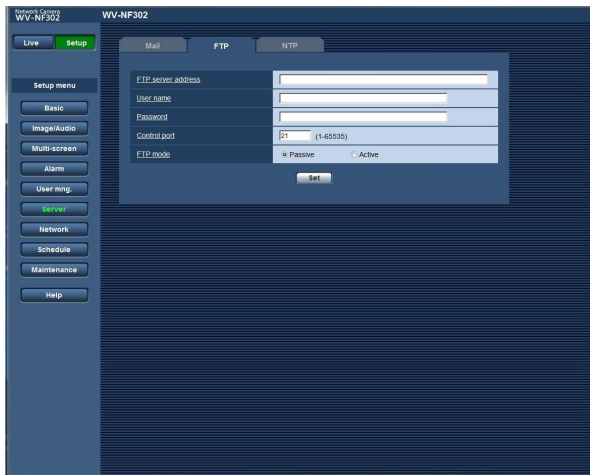 Network Camera
WV-NF302
WV-NF302
Live
Setup
Mail
FTP
NTP
Setup menu
Basic
Image/Audio
Multi-screen
Alarm
User mng.
Server
Network
Schedule
Maintenance
Help
FTP server address
User name
Password
Control port
21
(1-65535)
FTP mode
Passive
Active
Set